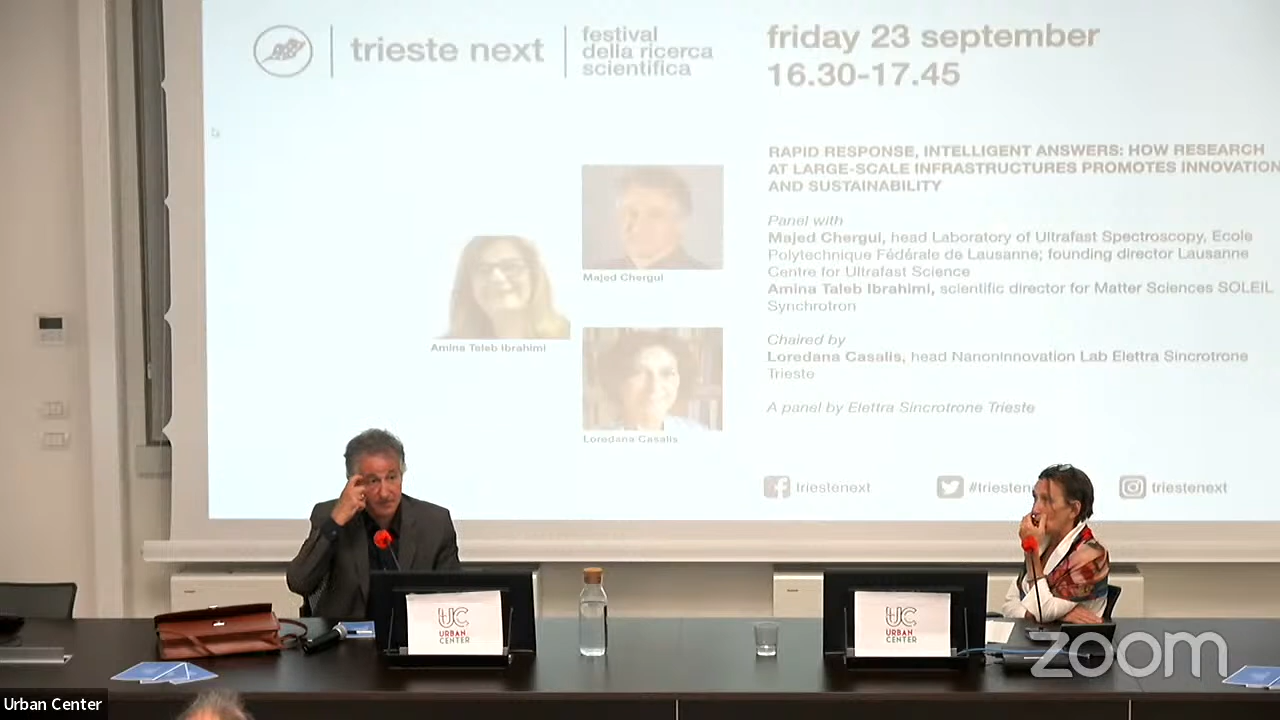 trieste next
festival
della ricerca
scientifica
friday 23 september
16.30-17.45
RAPID RESPONSE, INTELLIGENT ANSWERS: HOW RESEARCH
AT LARGE-SCALE INFRASTRUCTURES PROMOTES INNOVATION
AND SUSTAINABILITY
Panel with
Majed Chergui, head Laboratory of Ultrafast Spectroscopy, Ecole
Polytechnique Fédérale de Lausanne; founding director Lausanne
Centre for Ultrafast Science
Amina Taleb Ibrahimi, scientific director for Matter Sciences SOLEIL
Synchrotron
Chaired by
Loredana Casalis, head NanonInnovation Lab Elettra Sincrotrone
Trieste
A panel by Elettra Sincrotrone Trieste
Majed Chergui
Amina Taleb Ibrahimi
Loredana Casalis
triestenext
#triesten
triestenext
UC
URBAN
CENTER
UC
URBAN
CENTER
zoom
Urban Center